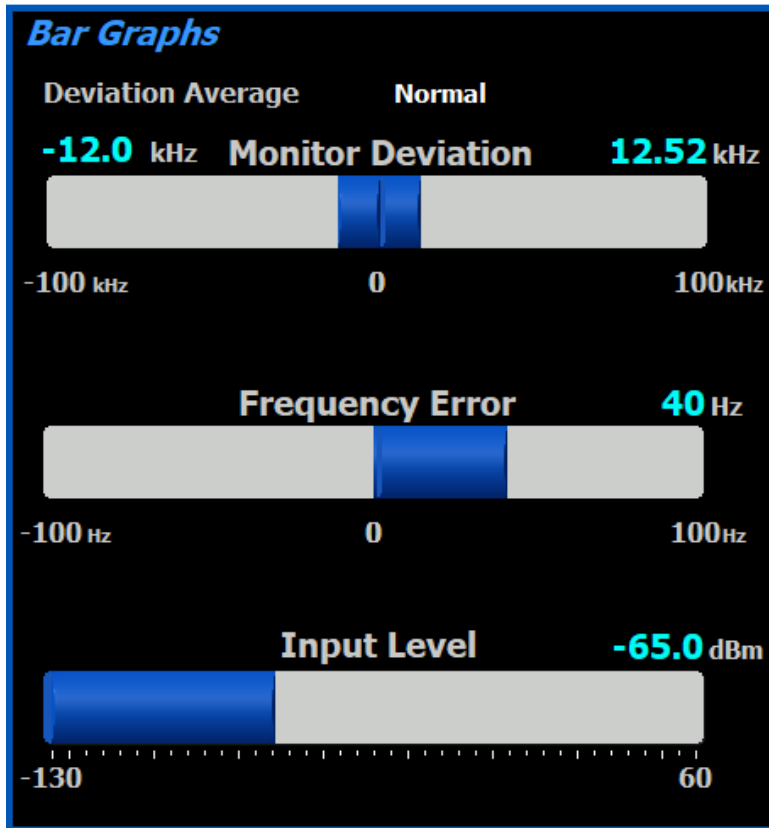 Bar Graphs
Deviation Average Normal
-12.0 kHz Monitor Deviation 12.52 kHz
-100 kHz 0 100kHz
Frequency Error 40 Hz
-100 Hz 0 100Hz
Input Level -65.0 dBm
-130 60